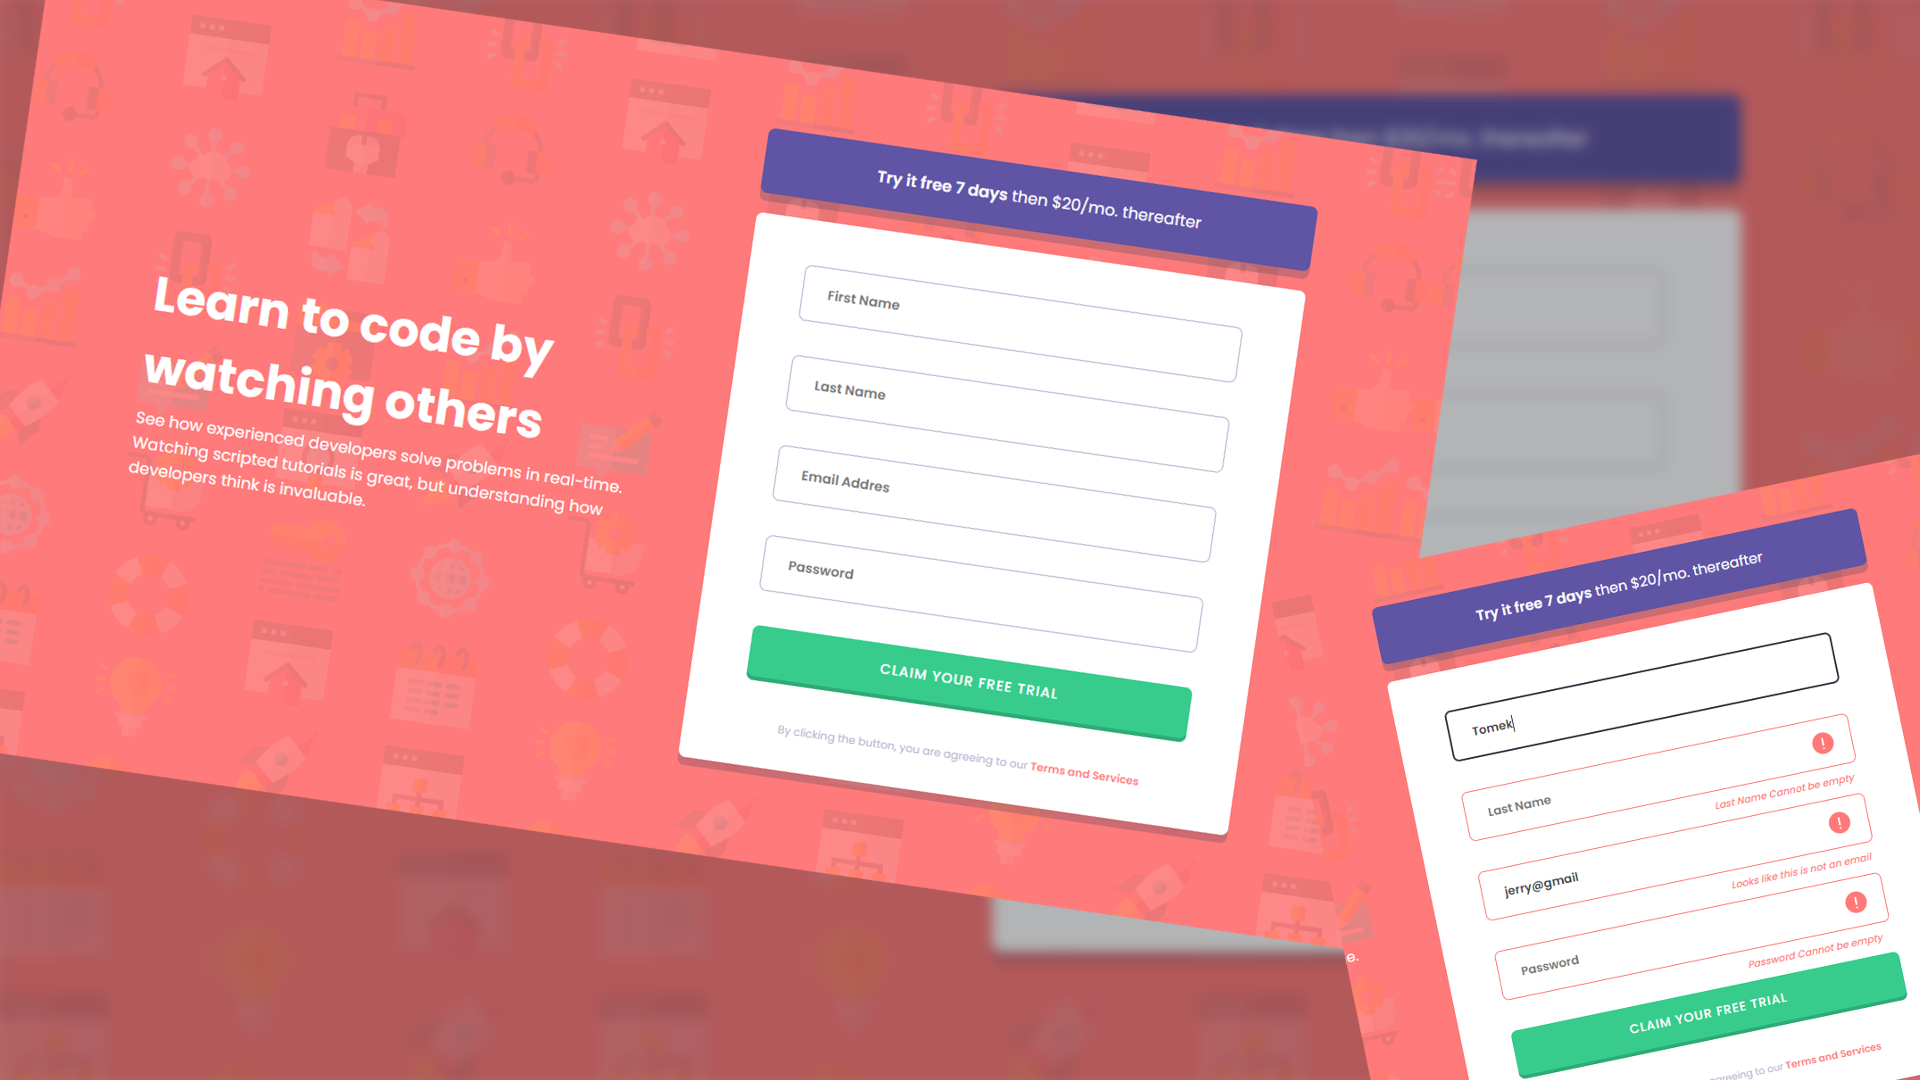 Learn to code by
watching others
See how experienced developers solve problems in real-time.
Watching scripted tutorials is great, but understanding how
developers think is invaluable.
Try it free 7 days then $20/mo. thereafter
First Name
Last Name
Email Addres
Password
CLAIM YOUR FREE TRIAL
By clicking the button, you are agreeing to our Terms and Services
$20/mo. thereafter
Try it free 7 days then $20/mo. thereafter
Tomek
Last Name
Last Name Cannot be empty
jerry@gmail
Looks like this is not an email
Password
Password Cannot be empty
CLAIM YOUR FREE TRIAL
agreeing to our Terms and Services
e.